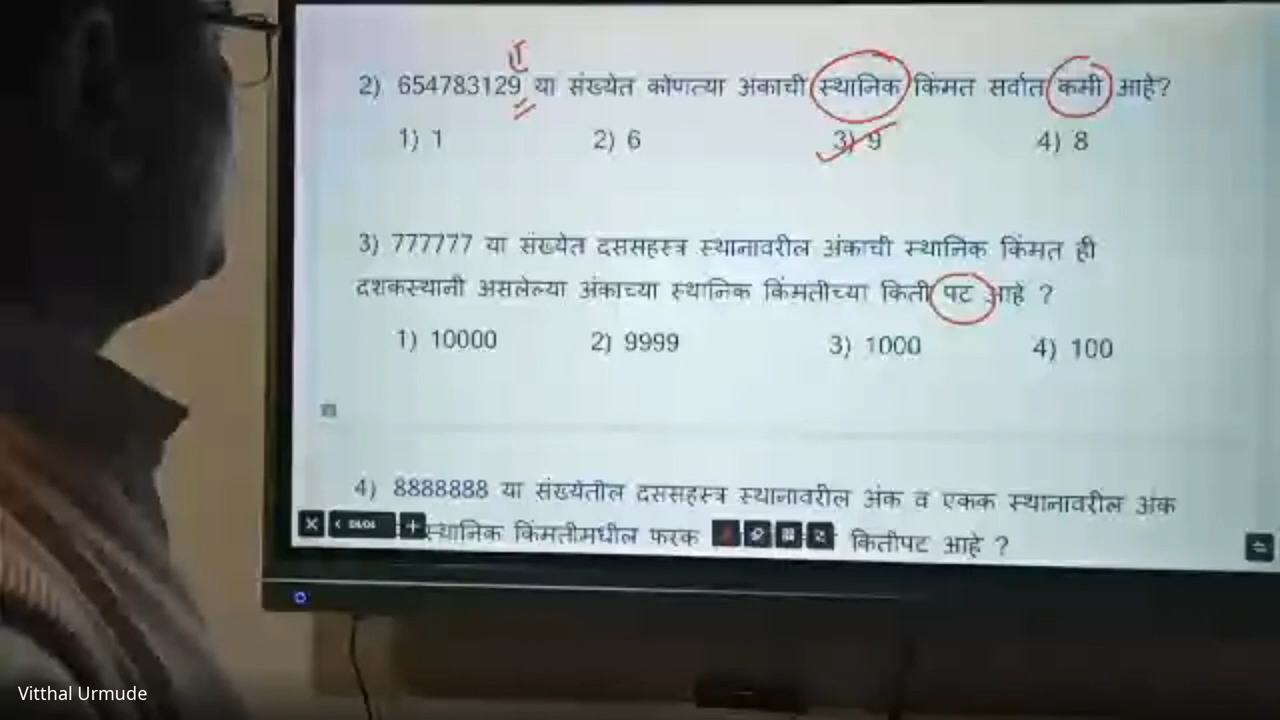 2) 654783129 या संख्येत कोणत्या अंकाची स्थानिक किंमत सर्वात कमी आहे?
1) 1 2) 6 3) 9 4) 8
3) 777777 या संख्येत दससहस्त्र स्थानावरील अंकाची स्थानिक किंमत ही
दशकस्थानी असलेल्या अंकाच्या स्थानिक किंमतीच्या किती पट आहे ?
1) 10000 2) 9999 3) 1000 4) 100
4) 8888888 या संख्येतील दससहस्त्र स्थानावरील अंक व एकक स्थानावरील अंक
स्थानिक किंमतीमधील फरक कितीपट आहे ?
Vitthal Urmude